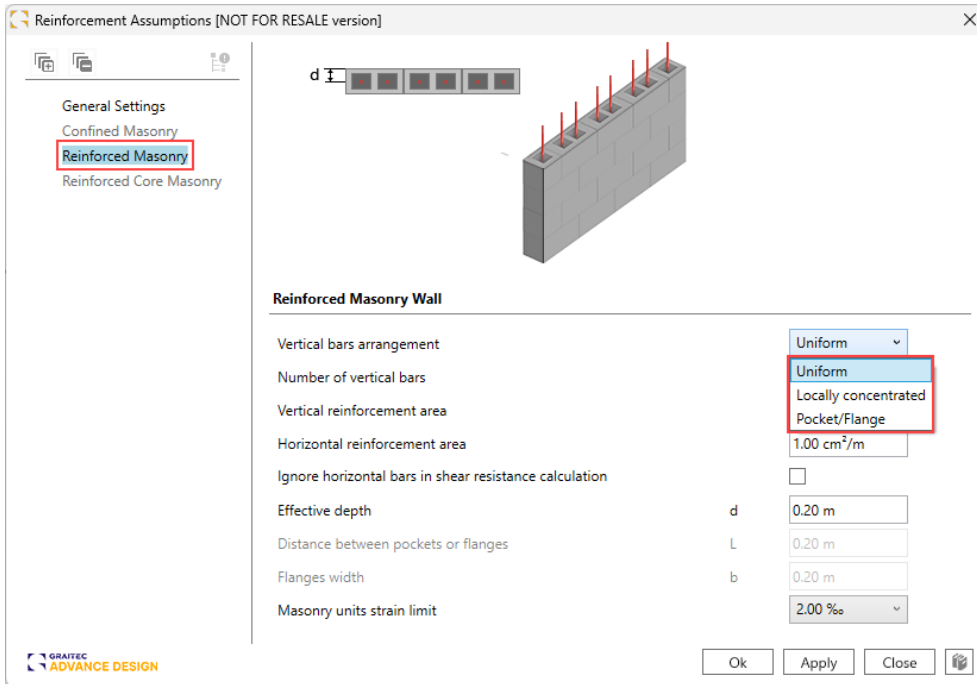 Reinforcement Assumptions [NOT FOR RESALE version]
General Settings
Confined Masonry
Reinforced Masonry
Reinforced Core Masonry
d
Reinforced Masonry Wall
Vertical bars arrangement Uniform
Number of vertical bars Uniform
Locally concentrated
Vertical reinforcement area Pocket/Flange
Horizontal reinforcement area 1.00 cm²/m
Ignore horizontal bars in shear resistance calculation
Effective depth d 0.20 m
Distance between pockets or flanges L 0.20 m
Flanges width b 0.20 m
Masonry units strain limit 2.00 ‰
GRAITEC
ADVANCE DESIGN
Ok Apply Close